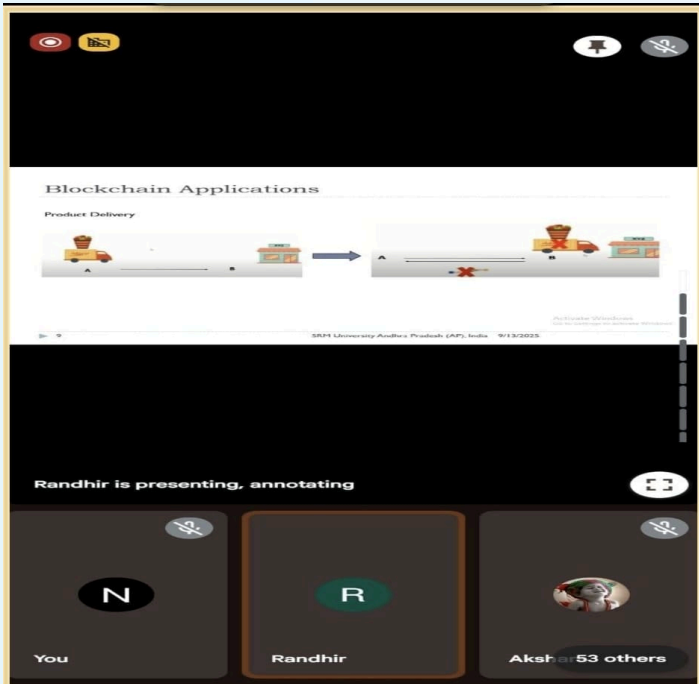 Blockchain Applications
Product Delivery
A
B
A
B
Activate Windows
9
SRM University Andhra Pradesh (AP), India 9/13/2025
Randhir is presenting, annotating
N
R
You
Randhir
Aksh
53 others